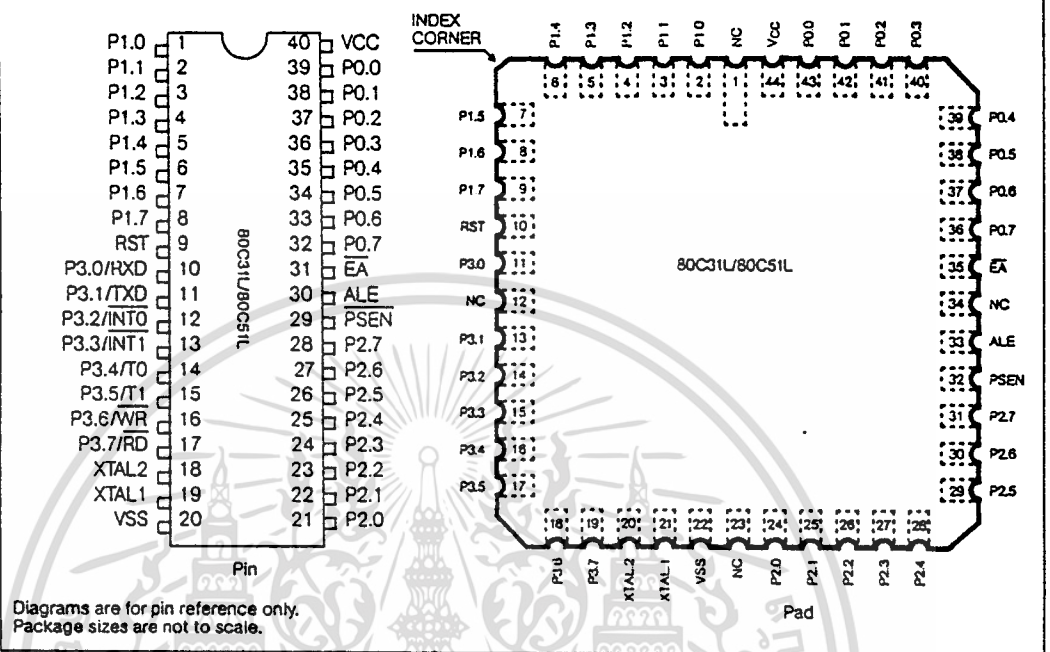 P1.0 1 40 VCC
P1.1 2 39 P0.0
P1.2 3 38 P0.1
P1.3 4 37 P0.2
P1.4 5 36 P0.3
P1.5 6 35 P0.4
P1.6 7 34 P0.5
P1.7 8 33 P0.6
RST 9 32 P0.7
P3.0/RXD 10 31 EA
P3.1/TXD 11 30 ALE
P3.2/INT0 12 29 PSEN
P3.3/INT1 13 28 P2.7
P3.4/T0 14 27 P2.6
P3.5/T1 15 26 P2.5
P3.6/WR 16 25 P2.4
P3.7/RD 17 24 P2.3
XTAL2 18 23 P2.2
XTAL1 19 22 P2.1
VSS 20 21 P2.0
80C31L/80C51L
Pin
Diagrams are for pin reference only.
Package sizes are not to scale.
INDEX
CORNER
P1.4 P1.3 P1.2 P1.1 P1.0 NC VCC P0.0 P0.1 P0.2 P0.3
6 5 4 3 2 1 44 43 42 41 40
P1.5 7 39 P0.4
P1.6 8 38 P0.5
P1.7 9 37 P0.6
RST 10 36 P0.7
P3.0 11 35 EA
80C31L/80C51L
NC 12 34 NC
P3.1 13 33 ALE
P3.2 14 32 PSEN
P3.3 15 31 P2.7
P3.4 16 30 P2.6
P3.5 17 29 P2.5
18 19 20 21 22 23 24 25 26 27 28
P3.6 P3.7 XTAL2 XTAL1 VSS NC P2.0 P2.1 P2.2 P2.3 P2.4
Pad